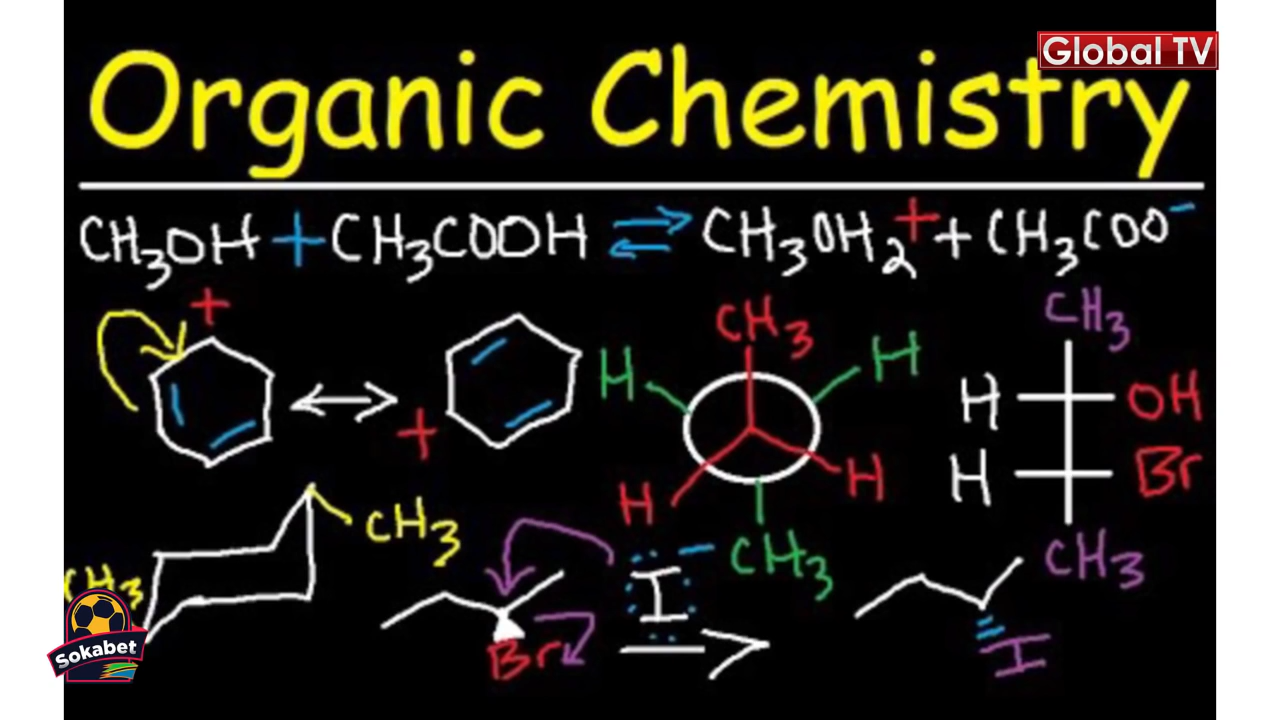 Global TV
Organic Chemistry
CH₃OH + CH₃COOH ⇌ CH₃OH₂⁺ + CH₃COO⁻
+
CH₃
CH₃
H
H
H
OH
+
H
H
H
Br
CH₃
CH₃
CH₃
CH₃
I⁻
Br
I
Sokabet